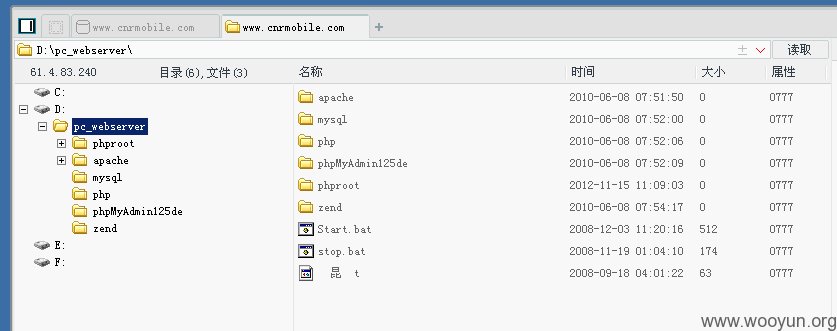 www.cnrmobile.com www.cnrmobile.com +
D:\pc_webserver\ 读取
61.4.83.240 目录(6),文件(3) 名称 时间 大小 属性
C:
D:
pc_webserver
phproot
apache
mysql
php
phpMyAdmin125de
zend
E:
F:
apache 2010-06-08 07:51:50 0 0777
mysql 2010-06-08 07:52:00 0 0777
php 2010-06-08 07:52:06 0 0777
phpMyAdmin125de 2010-06-08 07:52:09 0 0777
phproot 2012-11-15 11:09:03 0 0777
zend 2010-06-08 07:54:17 0 0777
Start.bat 2008-12-03 11:20:16 512 0777
stop.bat 2008-11-19 01:04:10 174 0777
昆 t 2008-09-18 04:01:22 63 0777
www.wooyun.org